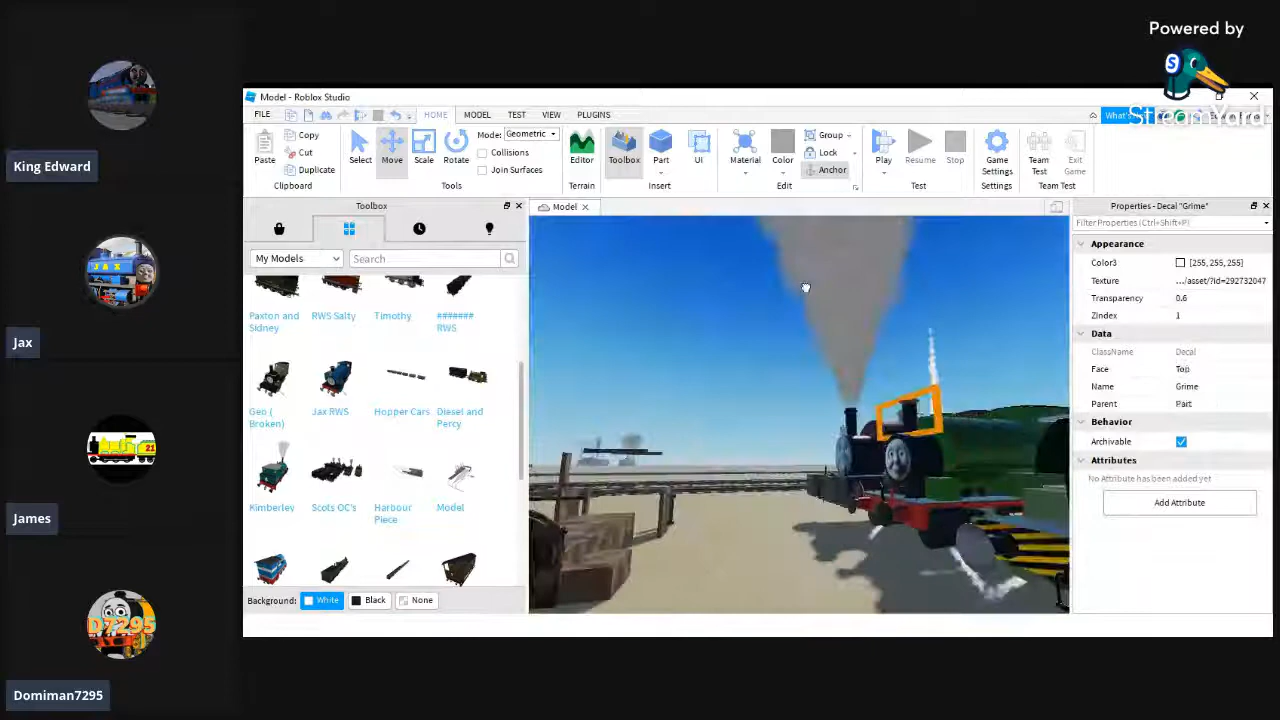 Powered by
StreamYard
King Edward
Jax
James
D7295
Domiman7295
Model - Roblox Studio
FILE
HOME
MODEL
TEST
VIEW
PLUGINS
What's
Paste
Copy
Cut
Duplicate
Clipboard
Select
Move
Scale
Rotate
Mode: Geometric
Collisions
Join Surfaces
Tools
Editor
Terrain
Toolbox
Part
UI
Insert
Material
Color
Group
Lock
Anchor
Edit
Play
Resume
Stop
Test
Game
Settings
Settings
Team
Test
Exit
Game
Team Test
Toolbox
My Models
Search
Paxton and
Sidney
RWS Salty
Timothy
#######
RWS
Geo (
Broken)
Jax RWS
Hopper Cars
Diesel and
Percy
Kimberley
Scots OC's
Harbour
Piece
Model
Background: White Black None
Model
Properties - Decal "Grime"
Filter Properties (Ctrl+Shift+P)
Appearance
Color3 [255, 255, 255]
Texture .../asset/?id=292732047
Transparency 0.6
ZIndex 1
Data
ClassName Decal
Face Top
Name Grime
Parent Part
Behavior
Archivable
Attributes
No Attribute has been added yet
Add Attribute